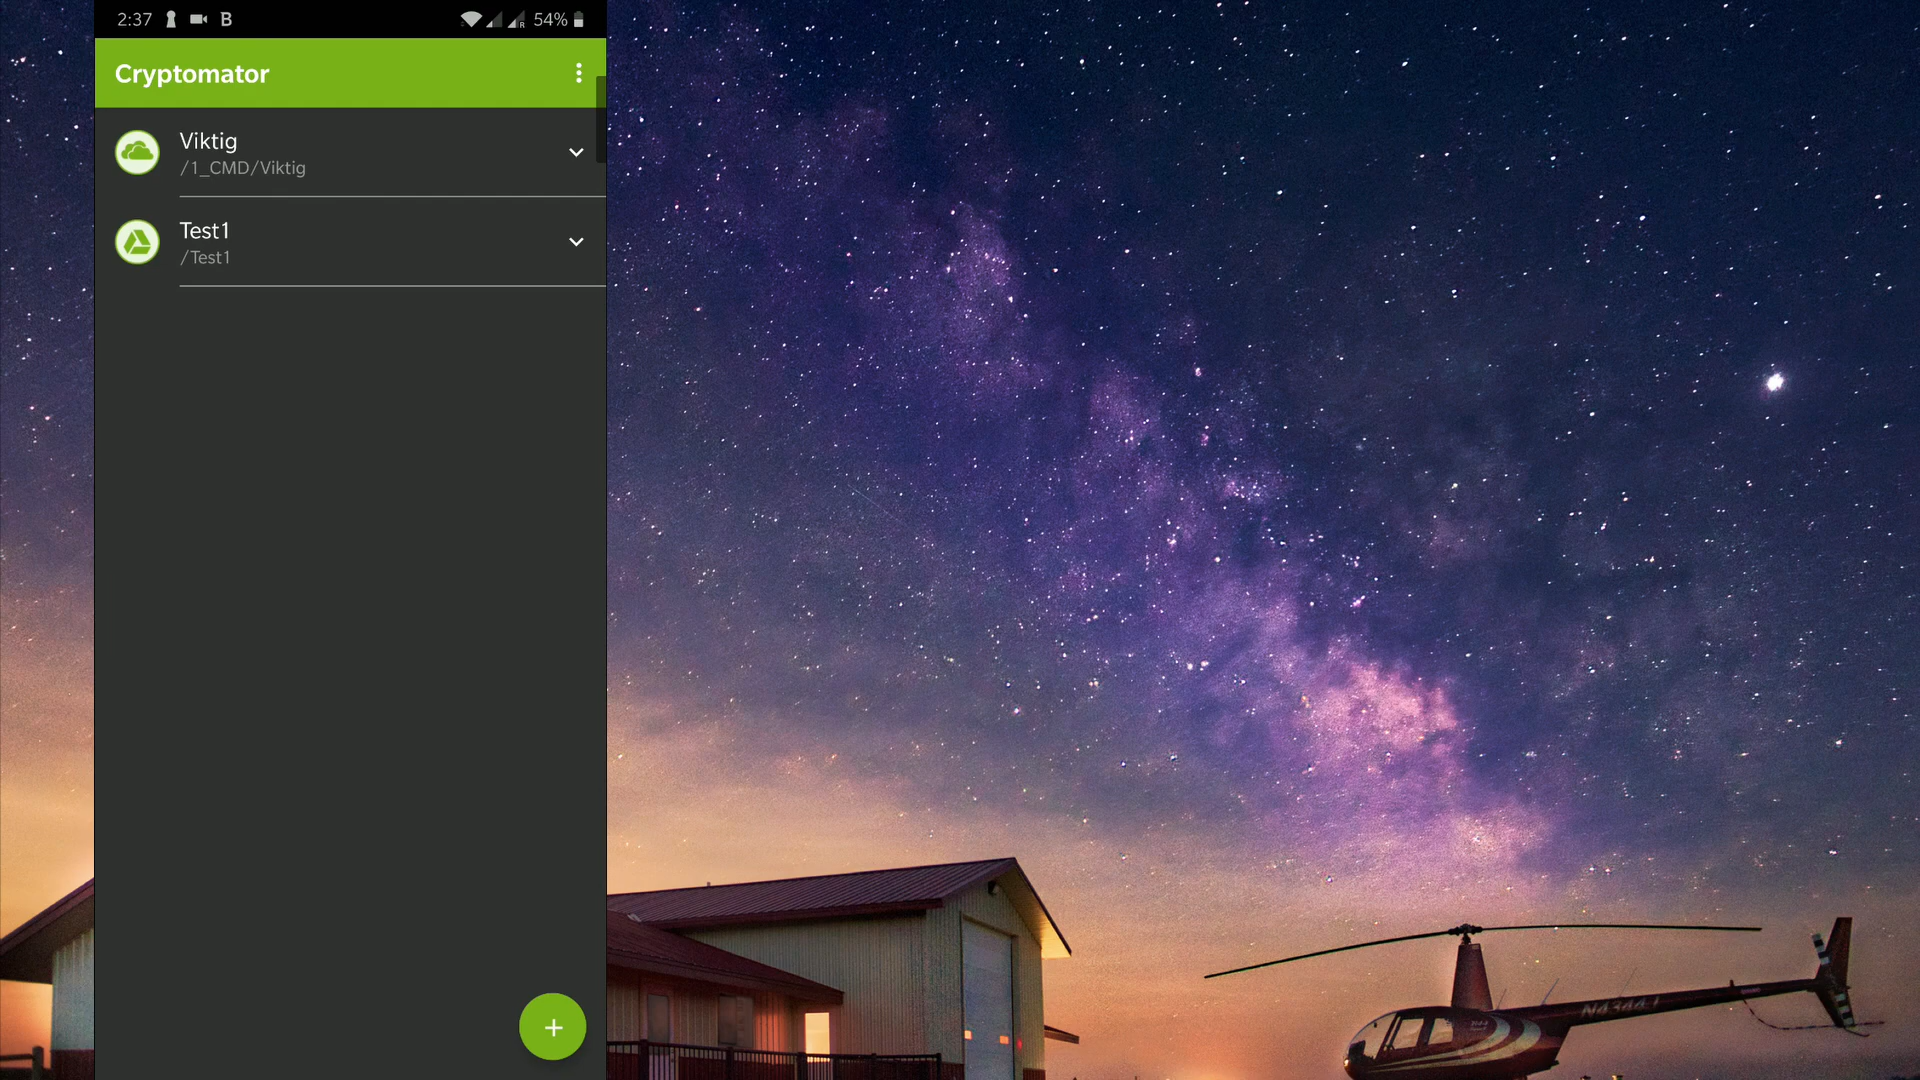 2:37 B R 54%
Cryptomator
Viktig
/1_CMD/Viktig
Test1
/Test1